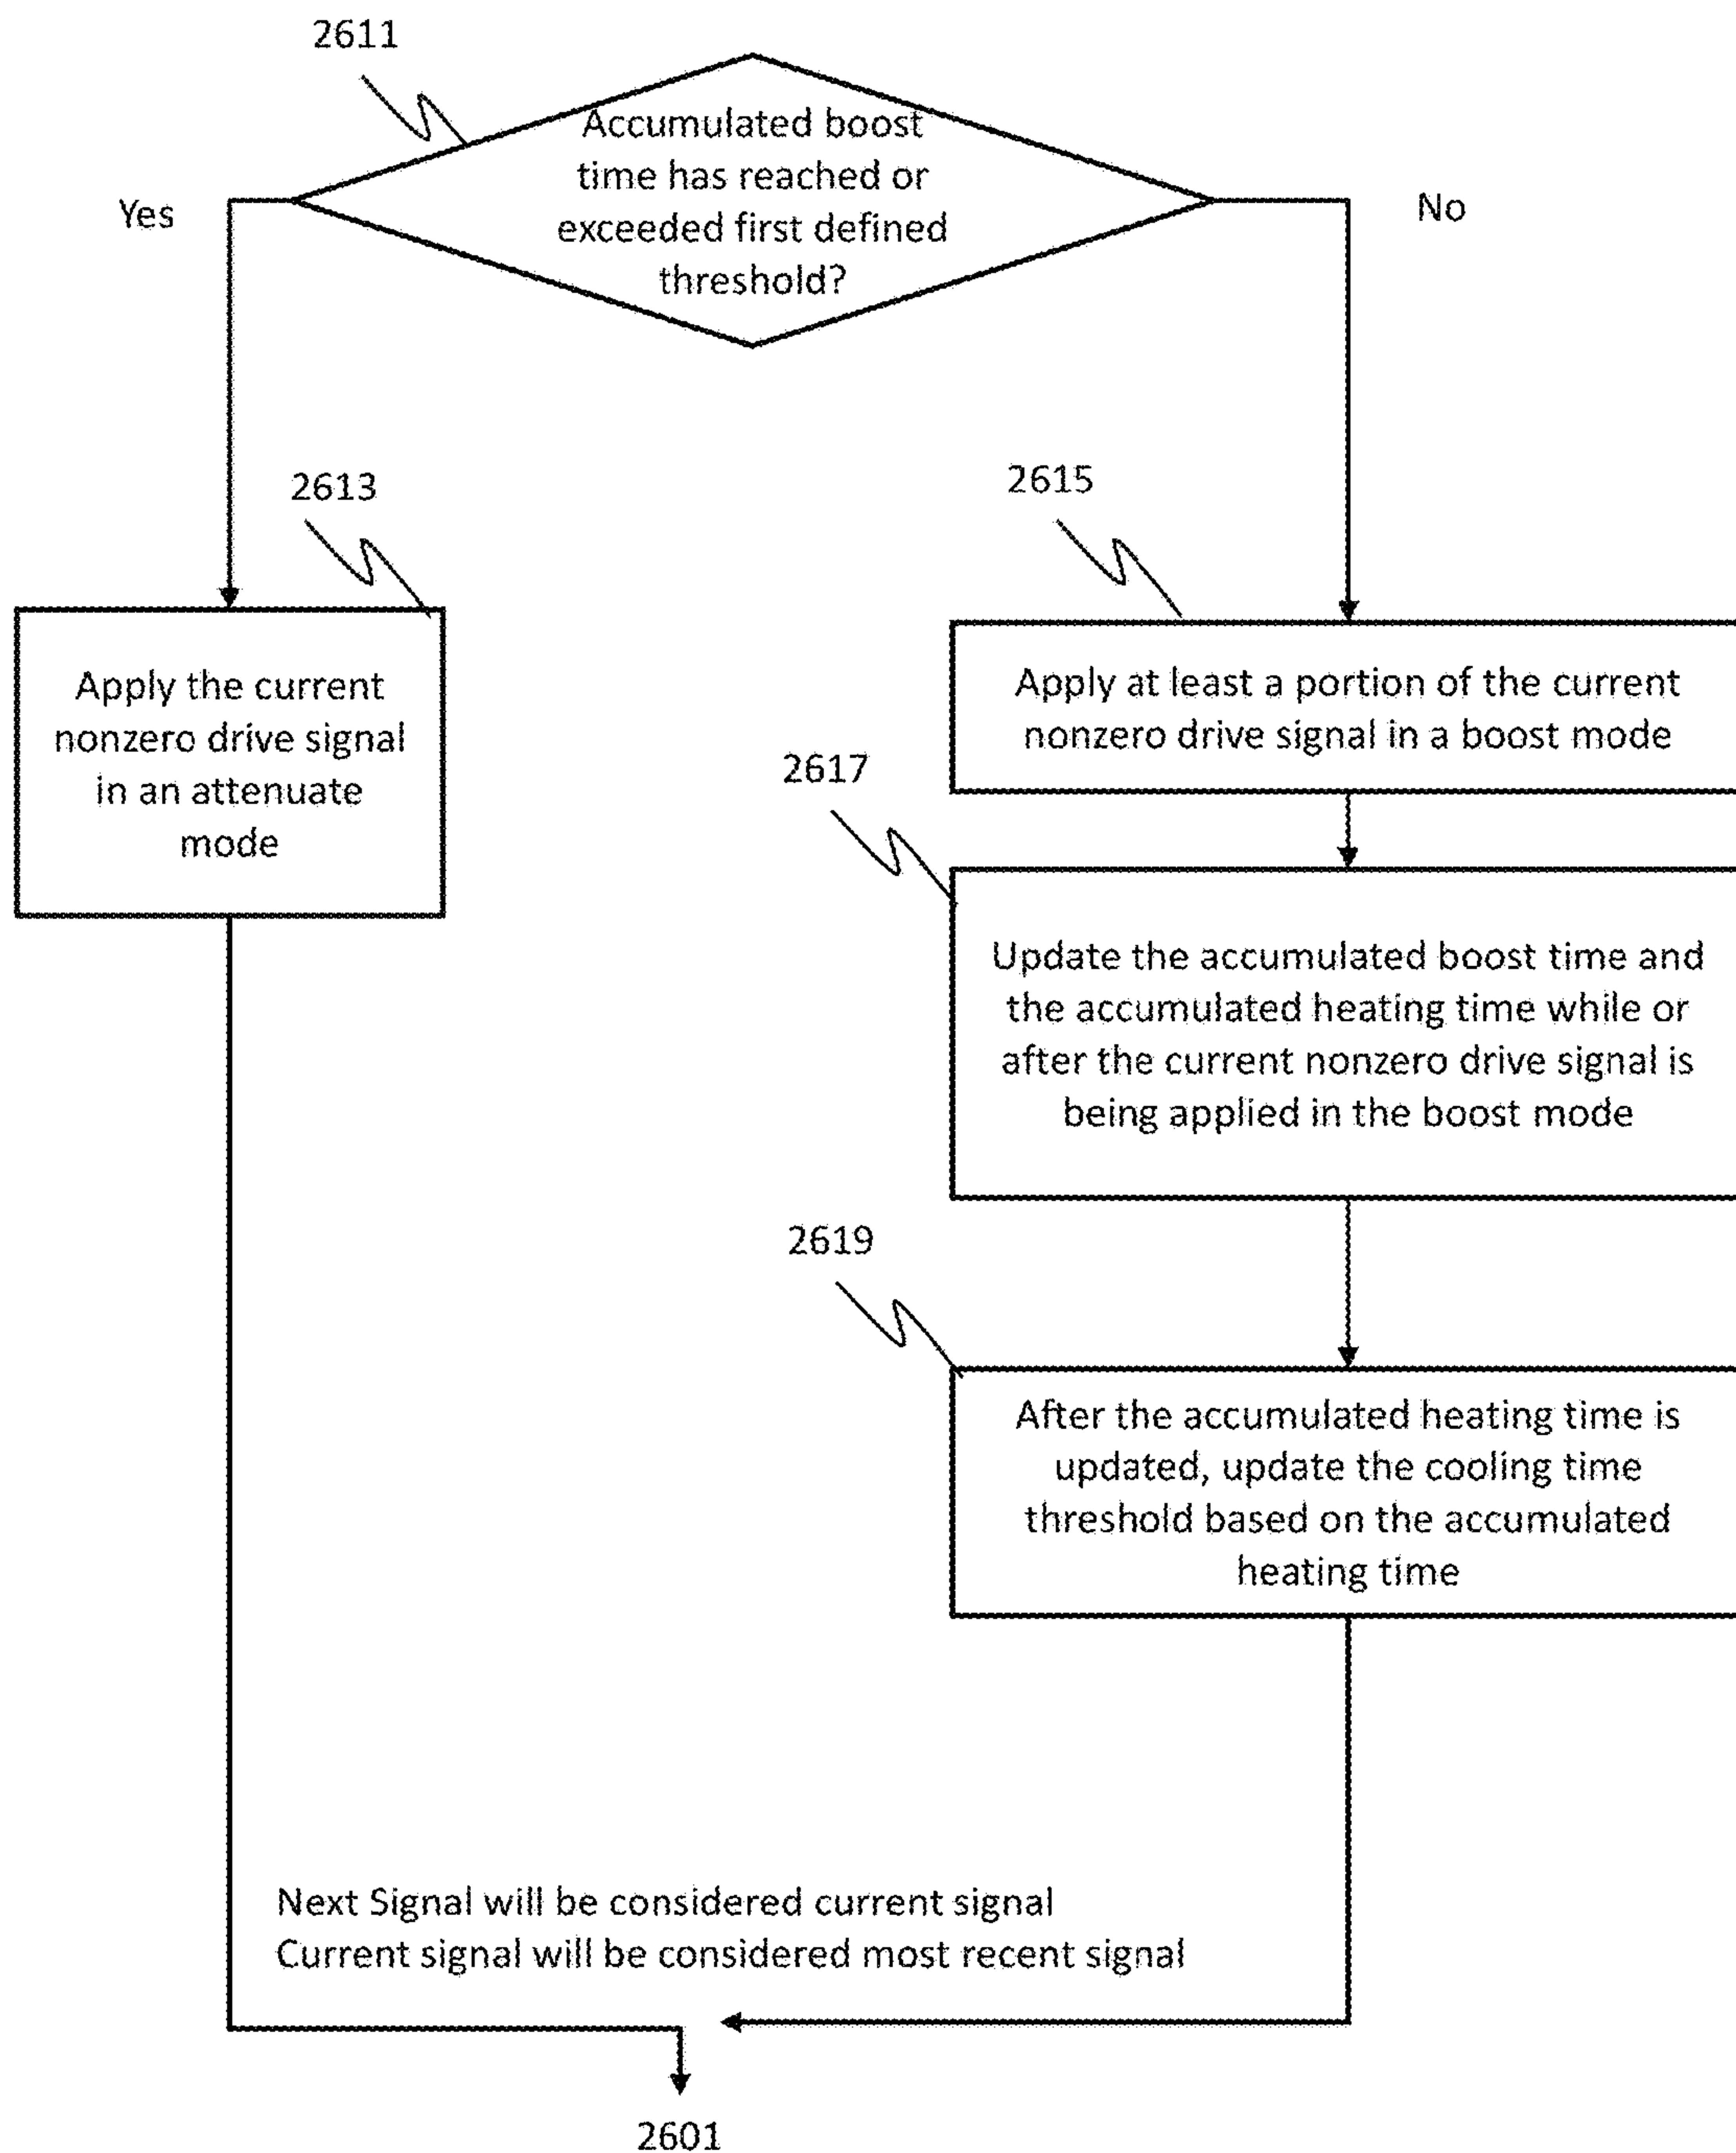 2611
Accumulated boost
time has reached or
exceeded first defined
threshold?
Yes
No
2613
Apply the current
nonzero drive signal
in an attenuate
mode
2615
Apply at least a portion of the current
nonzero drive signal in a boost mode
2617
Update the accumulated boost time and
the accumulated heating time while or
after the current nonzero drive signal is
being applied in the boost mode
2619
After the accumulated heating time is
updated, update the cooling time
threshold based on the accumulated
heating time
Next Signal will be considered current signal
Current signal will be considered most recent signal
2601